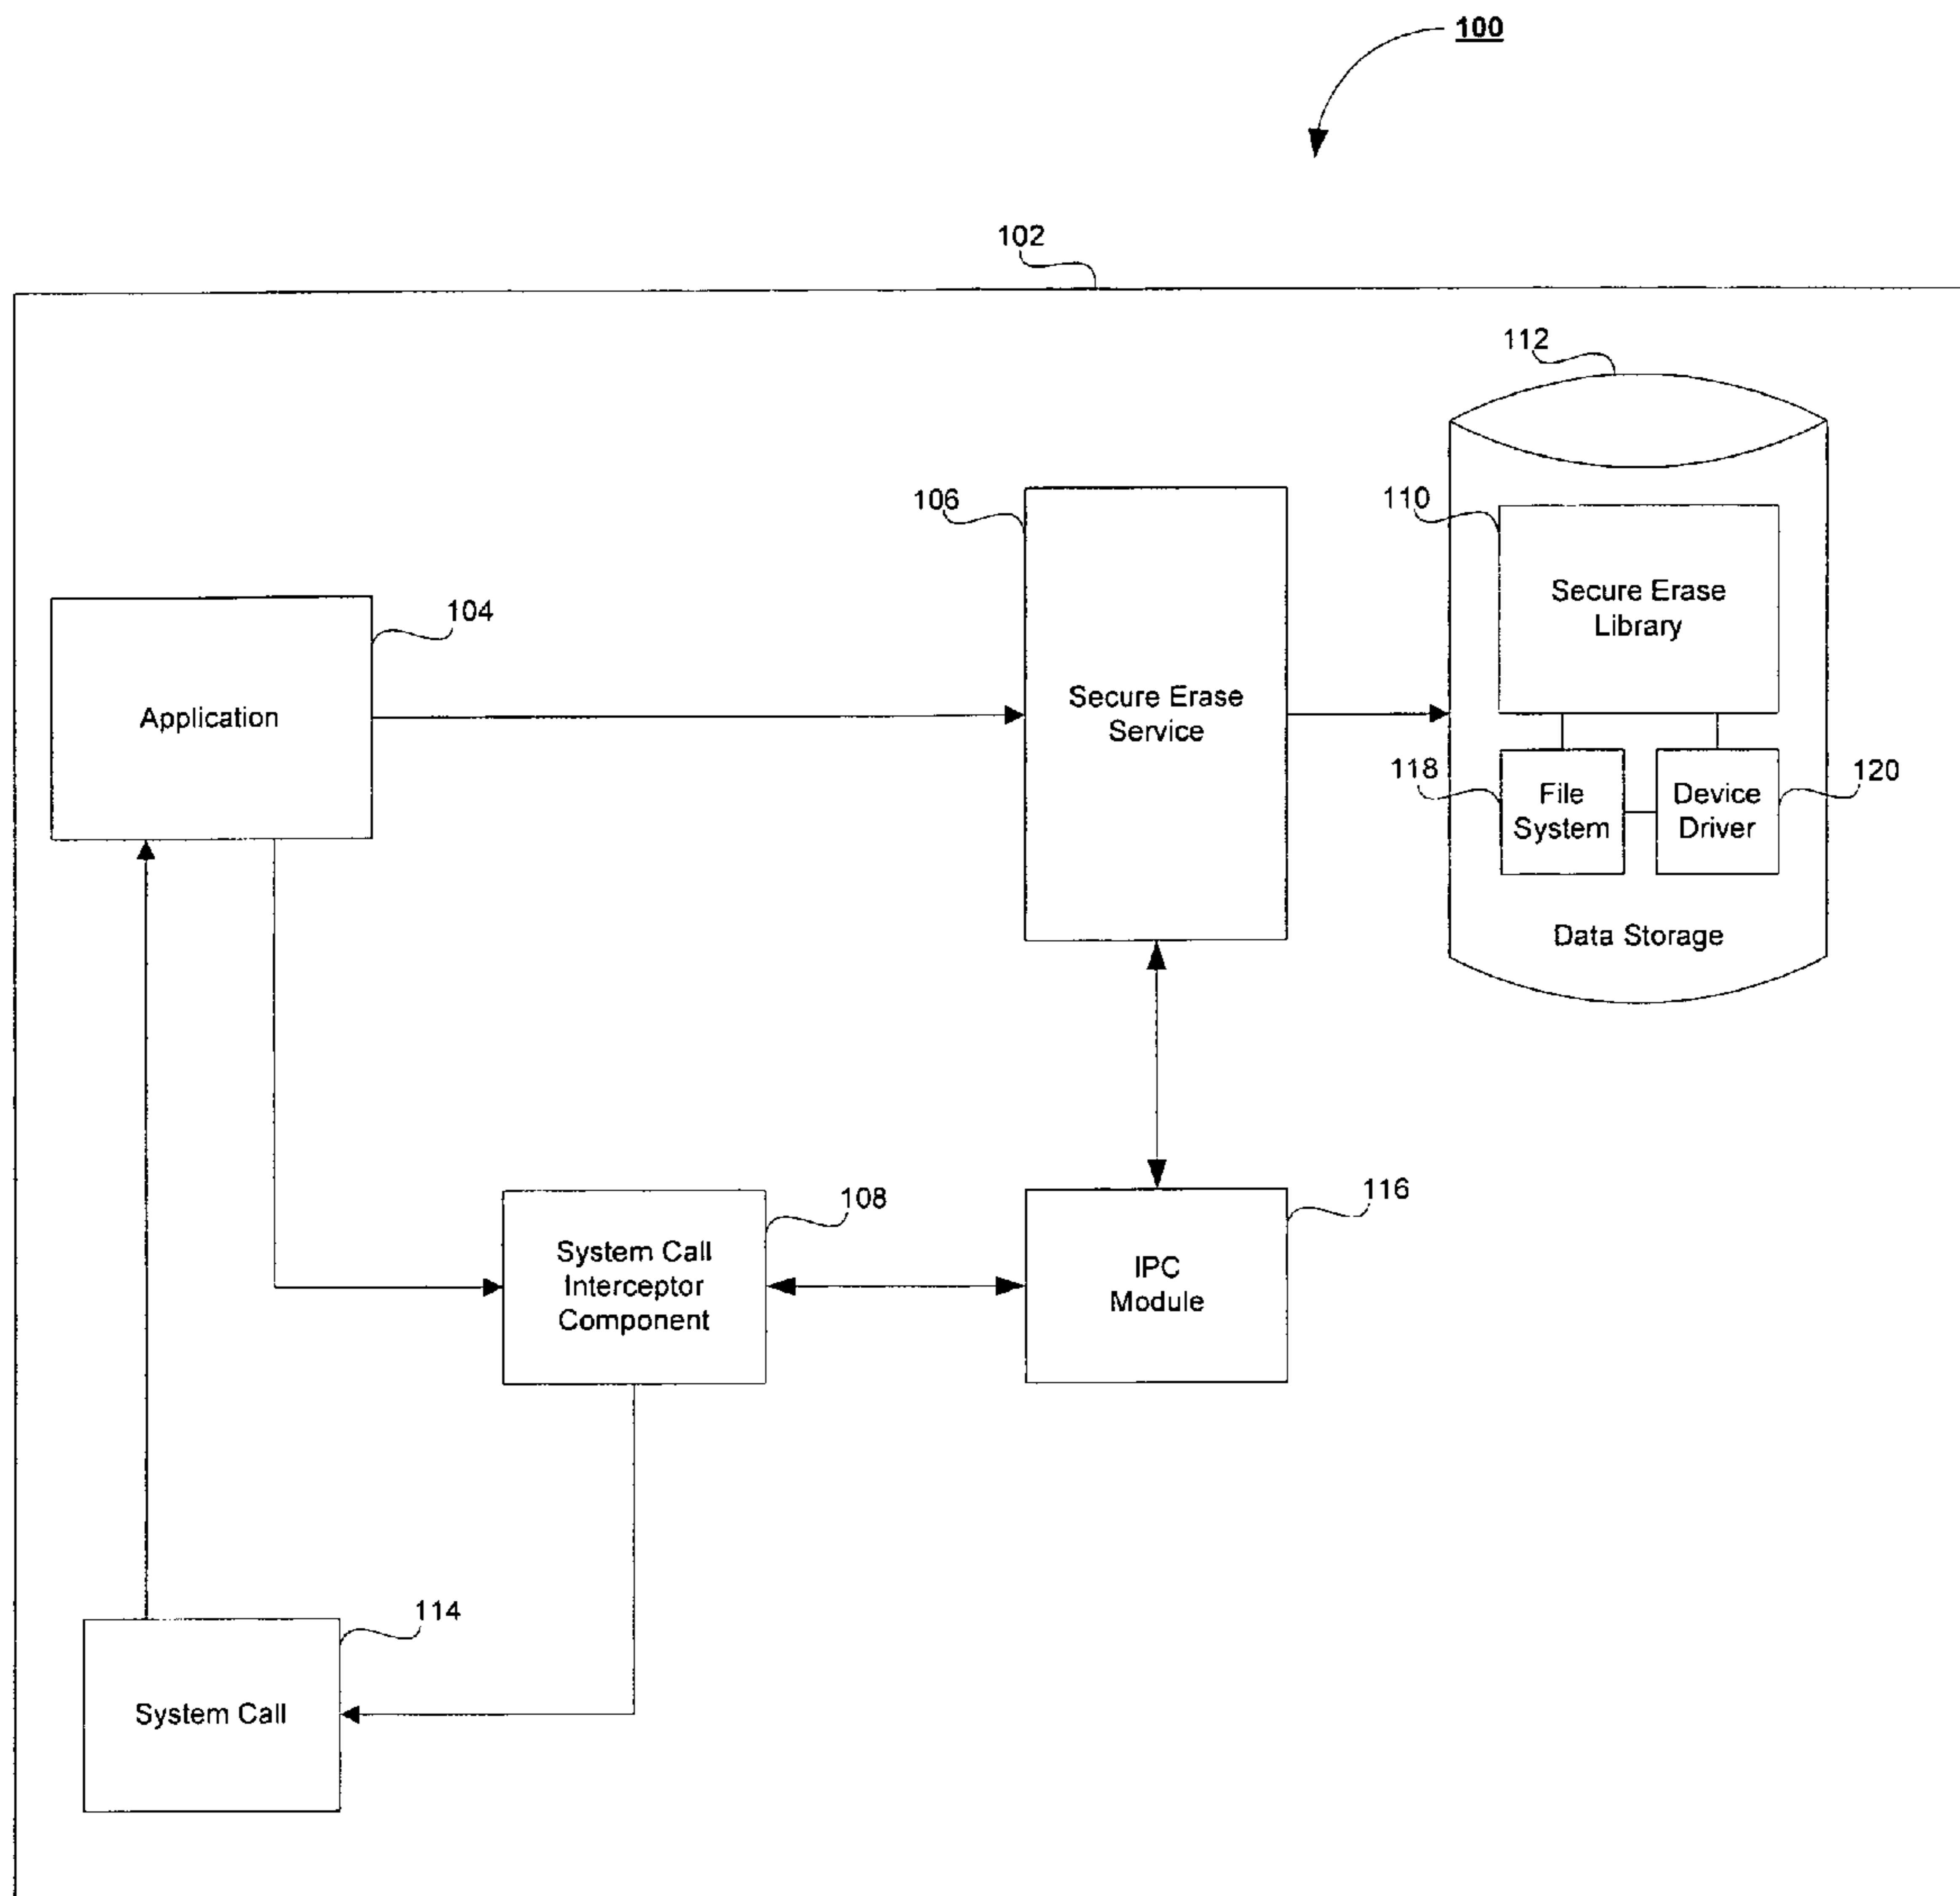 100
102
112
106
110
Secure Erase
Library
104
Application
Secure Erase
Service
118
File
System
Device
Driver
120
Data Storage
108
System Call
Interceptor
Component
116
IPC
Module
114
System Call